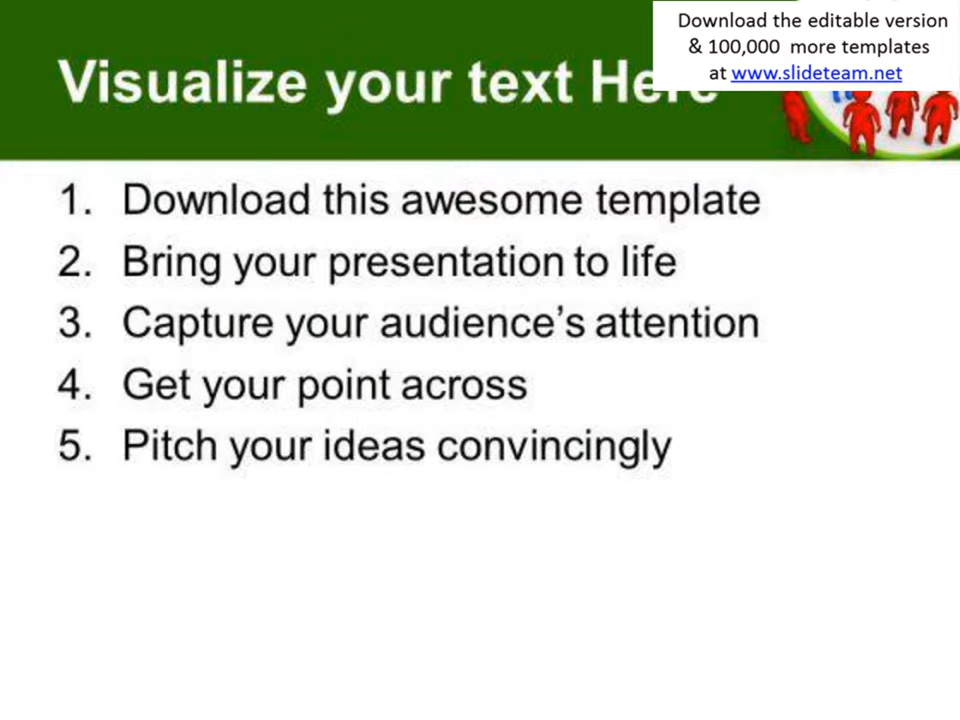 Download the editable version
& 100,000 more templates
at www.slideteam.net
Visualize your text Here
1. Download this awesome template
2. Bring your presentation to life
3. Capture your audience’s attention
4. Get your point across
5. Pitch your ideas convincingly